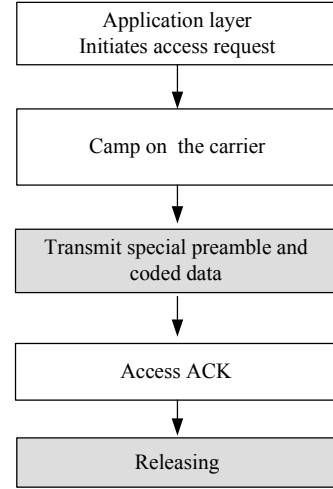 Application layer
Initiates access request
Camp on the carrier
Transmit special preamble and
coded data
Access ACK
Releasing